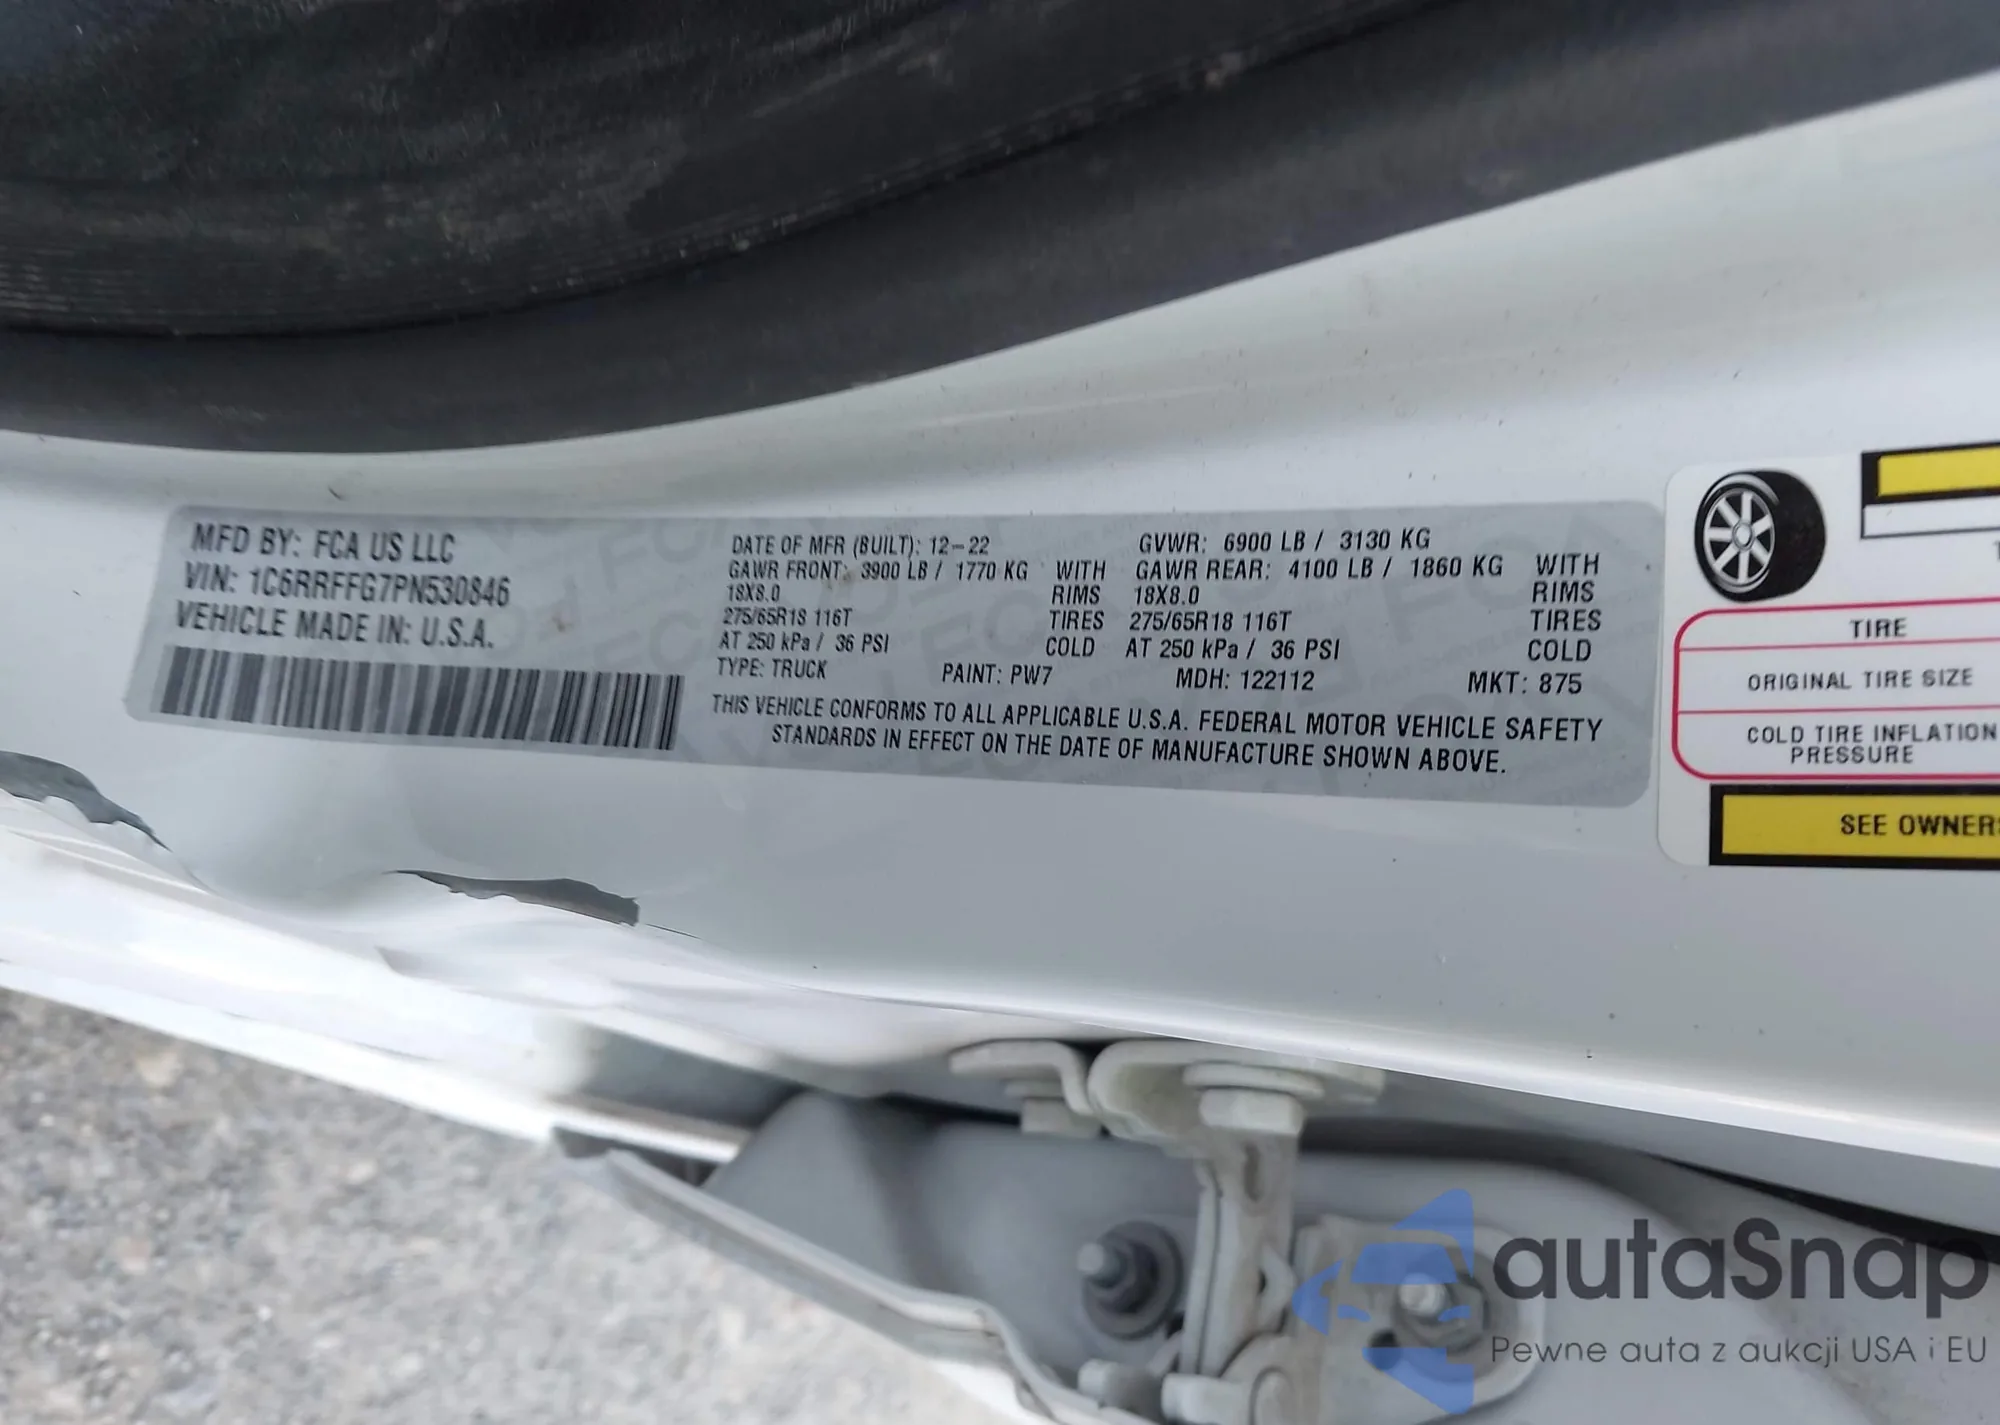 MFD BY: FCA US LLC
VIN: 1C6RRFFG7PN530846
VEHICLE MADE IN: U.S.A.
DATE OF MFR (BUILT): 12-22
GVWR: 6900 LB / 3130 KG
GAWR FRONT: 3900 LB / 1770 KG WITH GAWR REAR: 4100 LB / 1860 KG WITH
18X8.0 RIMS 18X8.0 RIMS
275/65R18 116T TIRES 275/65R18 116T TIRES
AT 250 kPa / 36 PSI COLD AT 250 kPa / 36 PSI COLD
TYPE: TRUCK PAINT: PW7 MDH: 122112 MKT: 875
THIS VEHICLE CONFORMS TO ALL APPLICABLE U.S.A. FEDERAL MOTOR VEHICLE SAFETY
STANDARDS IN EFFECT ON THE DATE OF MANUFACTURE SHOWN ABOVE.
TIRE
ORIGINAL TIRE SIZE
COLD TIRE INFLATION
PRESSURE
SEE OWNERS
autaSnap
Pewne auta z aukcji USA i EU